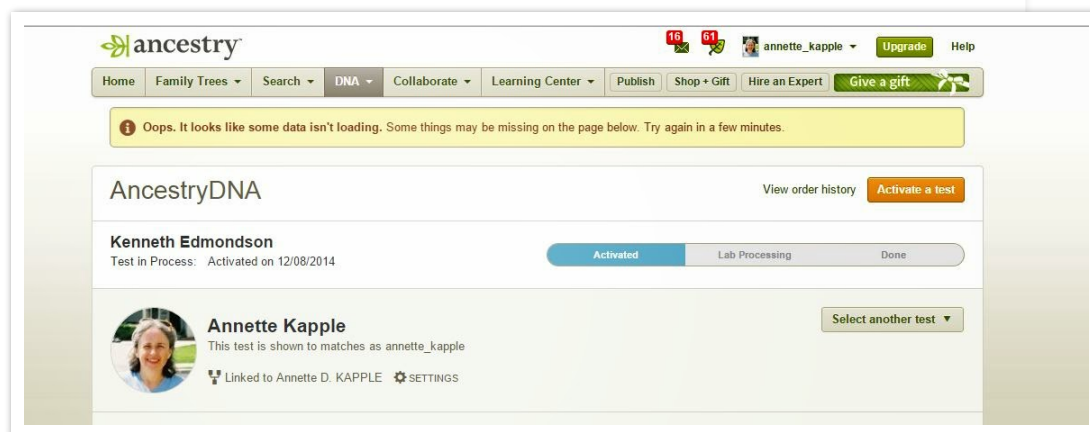 ancestry
16 61 annette_kapple Upgrade Help
Home Family Trees Search DNA Collaborate Learning Center Publish Shop + Gift Hire an Expert Give a gift
Oops. It looks like some data isn't loading. Some things may be missing on the page below. Try again in a few minutes.
AncestryDNA View order history Activate a test
Kenneth Edmondson
Test in Process: Activated on 12/08/2014
Activated Lab Processing Done
Annette Kapple Select another test
This test is shown to matches as annette_kapple
Linked to Annette D. KAPPLE SETTINGS